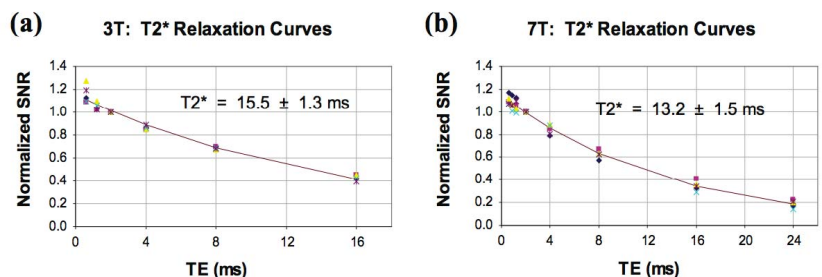 (a) 3T: T2* Relaxation Curves
Normalized SNR
1.4
1.2
1.0
0.8
0.6
0.4
0.2
0.0
T2* = 15.5 ± 1.3 ms
0 4 8 12 16
TE (ms)
(b) 7T: T2* Relaxation Curves
Normalized SNR
1.4
1.2
1.0
0.8
0.6
0.4
0.2
0.0
T2* = 13.2 ± 1.5 ms
0 4 8 12 16 20 24
TE (ms)